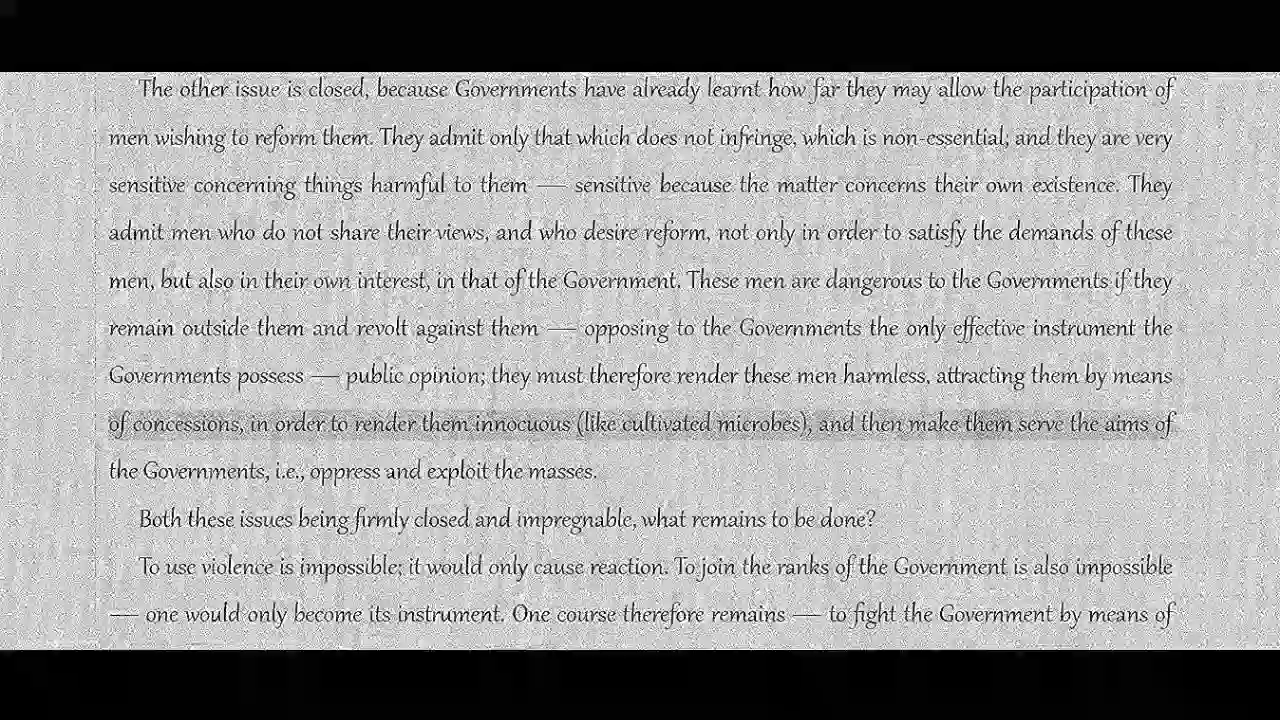 The other issue is closed, because Governments have already learnt how far they may allow the participation of
men wishing to reform them. They admit only that which does not infringe, which is non-essential; and they are very
sensitive concerning things harmful to them — sensitive because the matter concerns their own existence. They
admit men who do not share their views, and who desire reform, not only in order to satisfy the demands of these
men, but also in their own interest, in that of the Government. These men are dangerous to the Governments if they
remain outside them and revolt against them — opposing to the Governments the only effective instrument the
Governments possess — public opinion; they must therefore render these men harmless, attracting them by means
of concessions, in order to render them innocuous (like cultivated microbes), and then make them serve the aims of
the Governments, i.e., oppress and exploit the masses.
Both these issues being firmly closed and impregnable, what remains to be done?
To use violence is impossible; it would only cause reaction. To join the ranks of the Government is also impossible
— one would only become its instrument. One course therefore remains — to fight the Government by means of